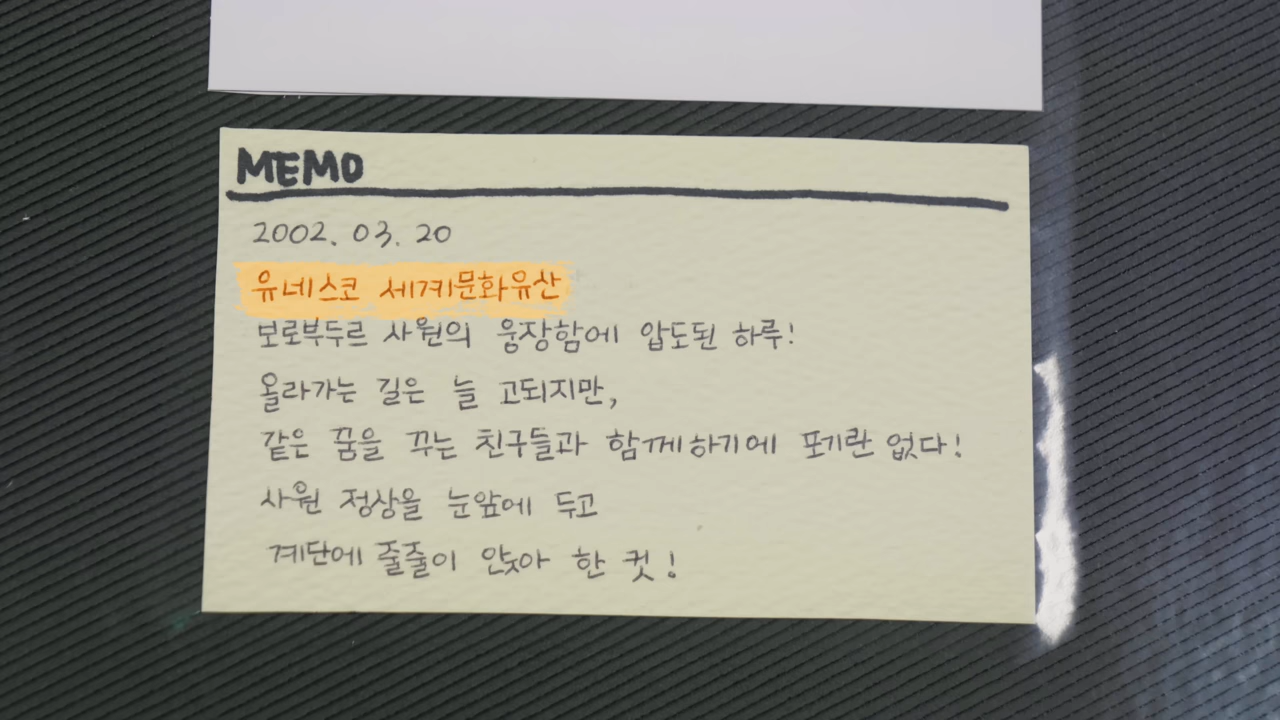 MEMO
2002. 03. 20
유네스코 세계문화유산
보로부두르 사원의 웅장함에 압도된 하루!
올라가는 길은 늘 고되지만,
같은 꿈을 꾸는 친구들과 함께하기에 포기란 없다!
사원 정상을 눈앞에 두고
계단에 줄줄이 앉아 한 컷!